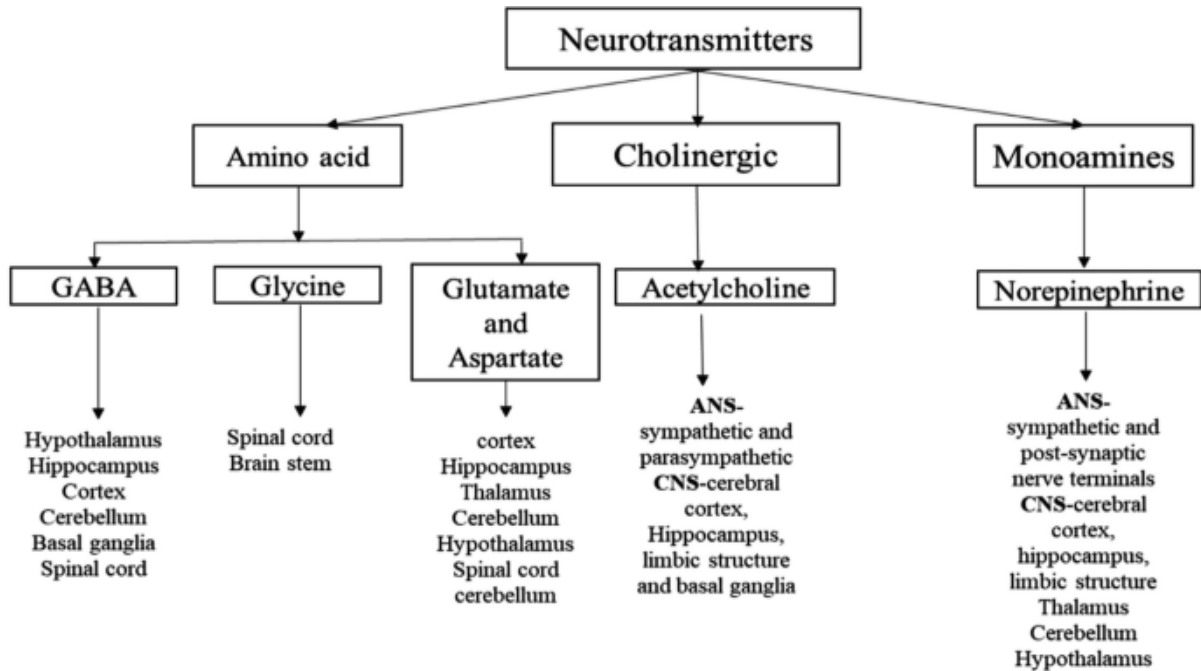 Neurotransmitters
Amino acid
Cholinergic
Monoamines
GABA
Glycine
Glutamate
and
Aspartate
Acetylcholine
Norepinephrine
Hypothalamus
Hippocampus
Cortex
Cerebellum
Basal ganglia
Spinal cord
Spinal cord
Brain stem
cortex
Hippocampus
Thalamus
Cerebellum
Hypothalamus
Spinal cord
cerebellum
ANS-
sympathetic and
parasympathetic
CNS-cerebral
cortex,
Hippocampus,
limbic structure
and basal ganglia
ANS-
sympathetic and
post-synaptic
nerve terminals
CNS-cerebral
cortex,
hippocampus,
limbic structure
Thalamus
Cerebellum
Hypothalamus